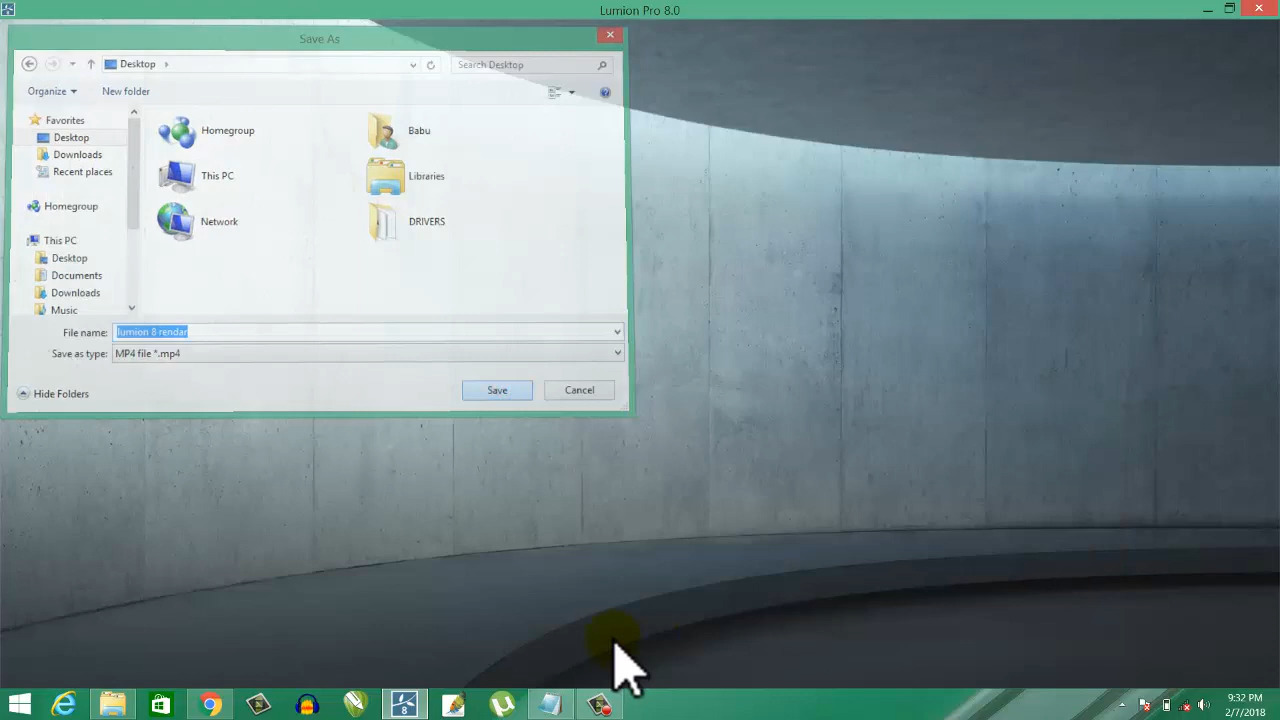 Lumion Pro 8.0
Save As
Desktop
Search Desktop
Organize
New folder
Favorites
Desktop
Downloads
Recent places
Homegroup
This PC
Desktop
Documents
Downloads
Music
Homegroup
Babu
This PC
Libraries
Network
DRIVERS
File name: lumion 8 rendar
Save as type: MP4 file *.mp4
Hide Folders
Save
Cancel
8
9:32 PM
2/7/2018